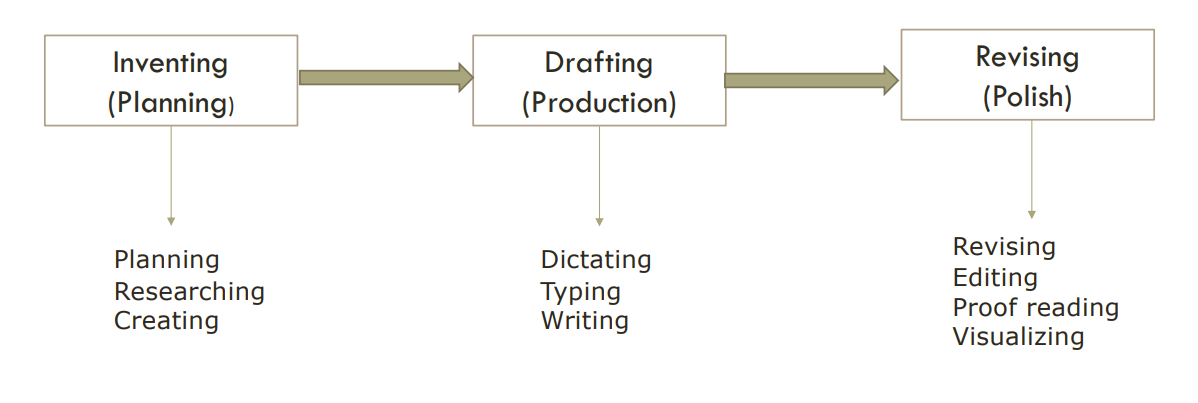 Inventing
(Planning)
Drafting
(Production)
Revising
(Polish)
Planning
Researching
Creating
Dictating
Typing
Writing
Revising
Editing
Proof reading
Visualizing